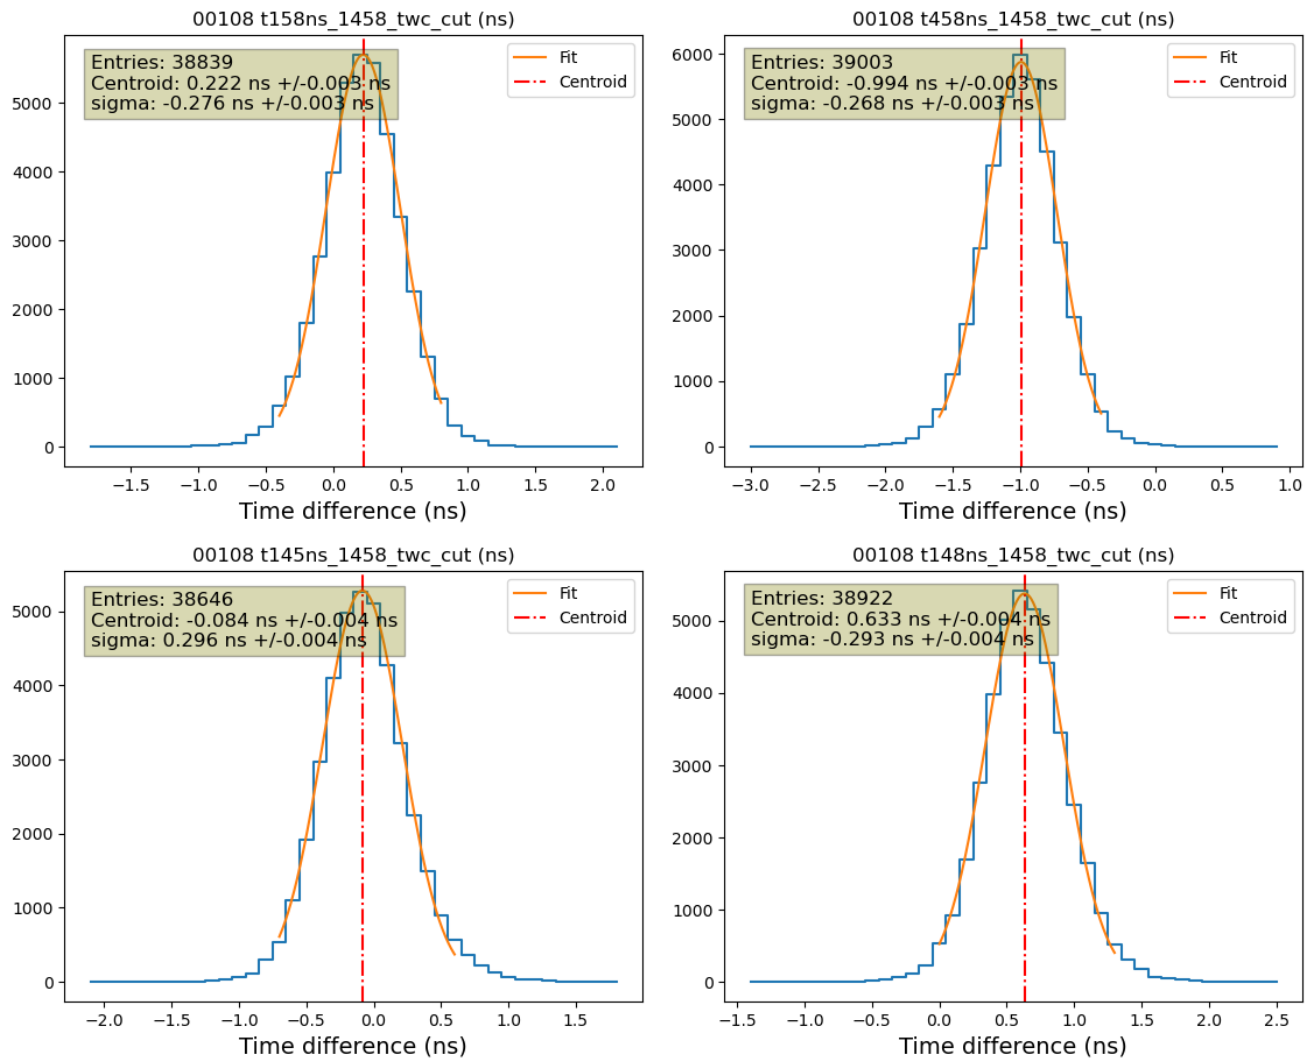 00108 t158ns_1458_twc_cut (ns)
Entries: 38839
Centroid: 0.222 ns +/-0.003 ns
sigma: -0.276 ns +/-0.003 ns
Fit
Centroid
5000
4000
3000
2000
1000
0
−1.5 −1.0 −0.5 0.0 0.5 1.0 1.5 2.0
Time difference (ns)
00108 t458ns_1458_twc_cut (ns)
Entries: 39003
Centroid: -0.994 ns +/-0.003 ns
sigma: -0.268 ns +/-0.003 ns
Fit
Centroid
6000
5000
4000
3000
2000
1000
0
−3.0 −2.5 −2.0 −1.5 −1.0 −0.5 0.0 0.5 1.0
Time difference (ns)
00108 t145ns_1458_twc_cut (ns)
Entries: 38646
Centroid: -0.084 ns +/-0.004 ns
sigma: 0.296 ns +/-0.004 ns
Fit
Centroid
5000
4000
3000
2000
1000
0
−2.0 −1.5 −1.0 −0.5 0.0 0.5 1.0 1.5
Time difference (ns)
00108 t148ns_1458_twc_cut (ns)
Entries: 38922
Centroid: 0.633 ns +/-0.004 ns
sigma: -0.293 ns +/-0.004 ns
Fit
Centroid
5000
4000
3000
2000
1000
0
−1.5 −1.0 −0.5 0.0 0.5 1.0 1.5 2.0 2.5
Time difference (ns)